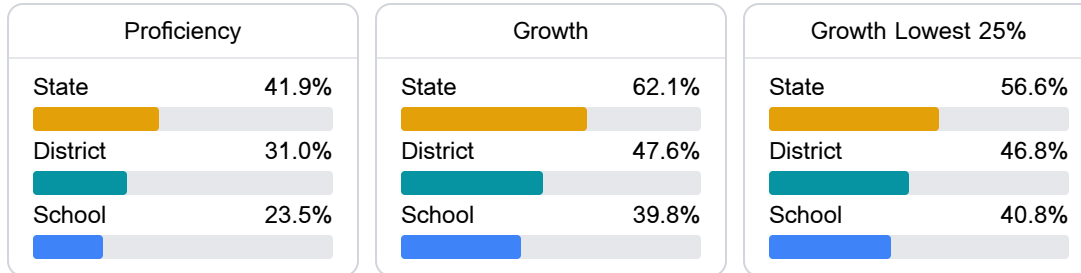 Proficiency
State 41.9%
District 31.0%
School 23.5%
Growth
State 62.1%
District 47.6%
School 39.8%
Growth Lowest 25%
State 56.6%
District 46.8%
School 40.8%